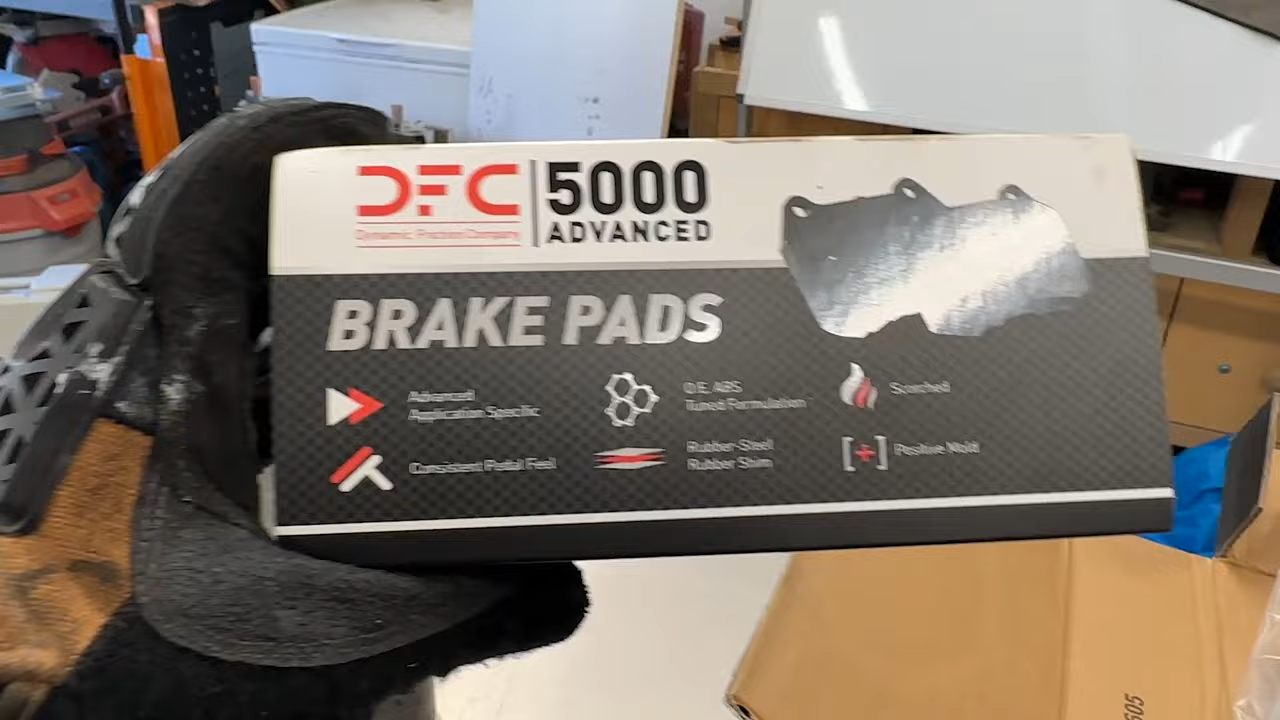 DFC
Dynamic Friction Company
5000
ADVANCED
BRAKE PADS
Advanced
Application Specific
O.E. ABS
Tuned Formulation
Scorched
Consistent Pedal Feel
Rubber-Steel
Rubber Shim
[+] Positive Mold
605